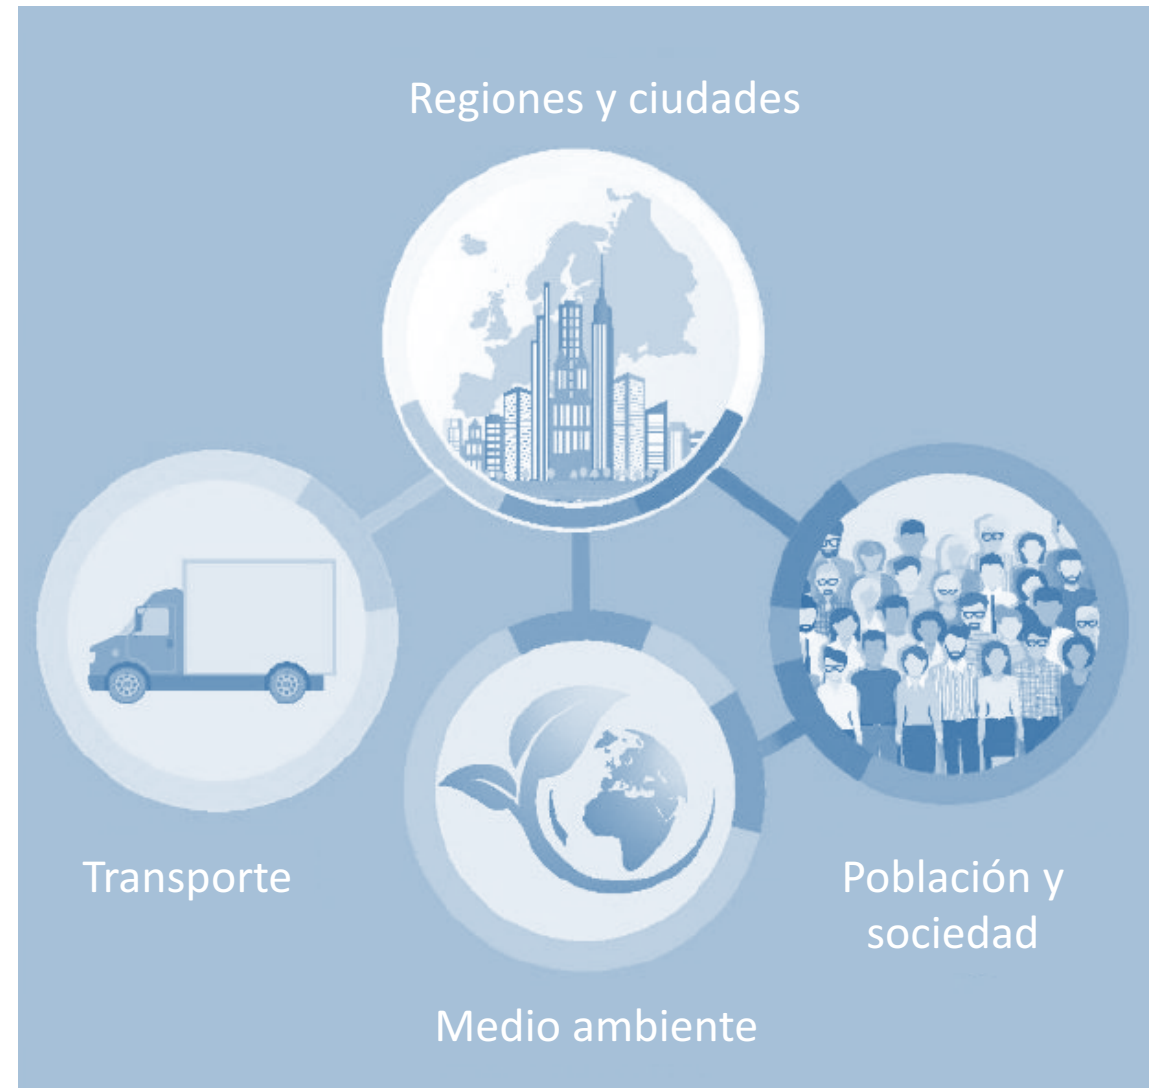 Regiones y ciudades
Transporte
Población y
sociedad
Medio ambiente